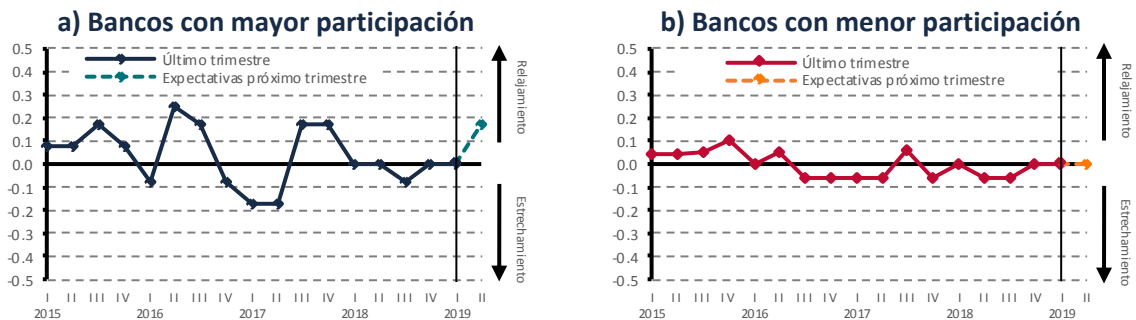 a) Bancos con mayor participación
0.5
0.4
0.3
0.2
0.1
0.0
-0.1
-0.2
-0.3
-0.4
-0.5
Último trimestre
Expectativas próximo trimestre
Relajamiento
Estrechamiento
I II III IV I II III IV I II III IV I II III IV I II
2015 2016 2017 2018 2019
b) Bancos con menor participación
0.5
0.4
0.3
0.2
0.1
0.0
-0.1
-0.2
-0.3
-0.4
-0.5
Último trimestre
Expectativas próximo trimestre
Relajamiento
Estrechamiento
I II III IV I II III IV I II III IV I II III IV I II
2015 2016 2017 2018 2019